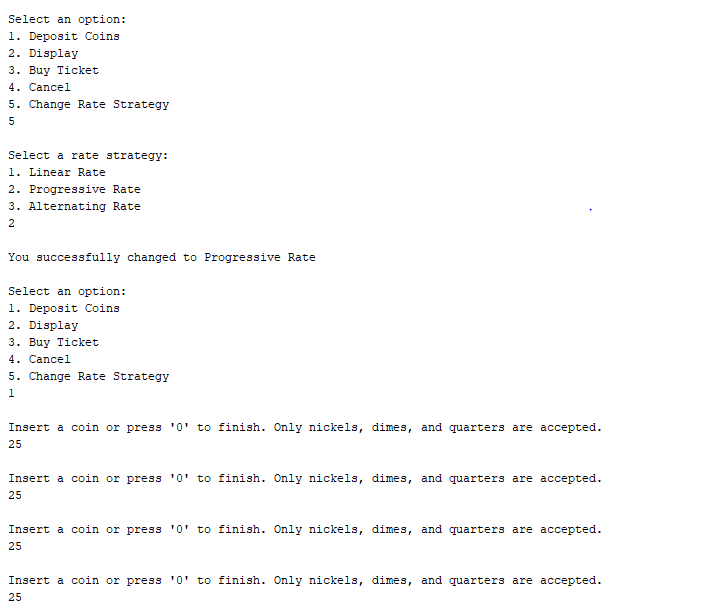 Select an option:
1. Deposit Coins
2. Display
3. Buy Ticket
4. Cancel
5. Change Rate Strategy
5
Select a rate strategy:
1. Linear Rate
2. Progressive Rate
3. Alternating Rate
2
You successfully changed to Progressive Rate
Select an option:
1. Deposit Coins
2. Display
3. Buy Ticket
4. Cancel
5. Change Rate Strategy
1
Insert a coin or press '0' to finish. Only nickels, dimes, and quarters are accepted.
25
Insert a coin or press '0' to finish. Only nickels, dimes, and quarters are accepted.
25
Insert a coin or press '0' to finish. Only nickels, dimes, and quarters are accepted.
25
Insert a coin or press '0' to finish. Only nickels, dimes, and quarters are accepted.
25